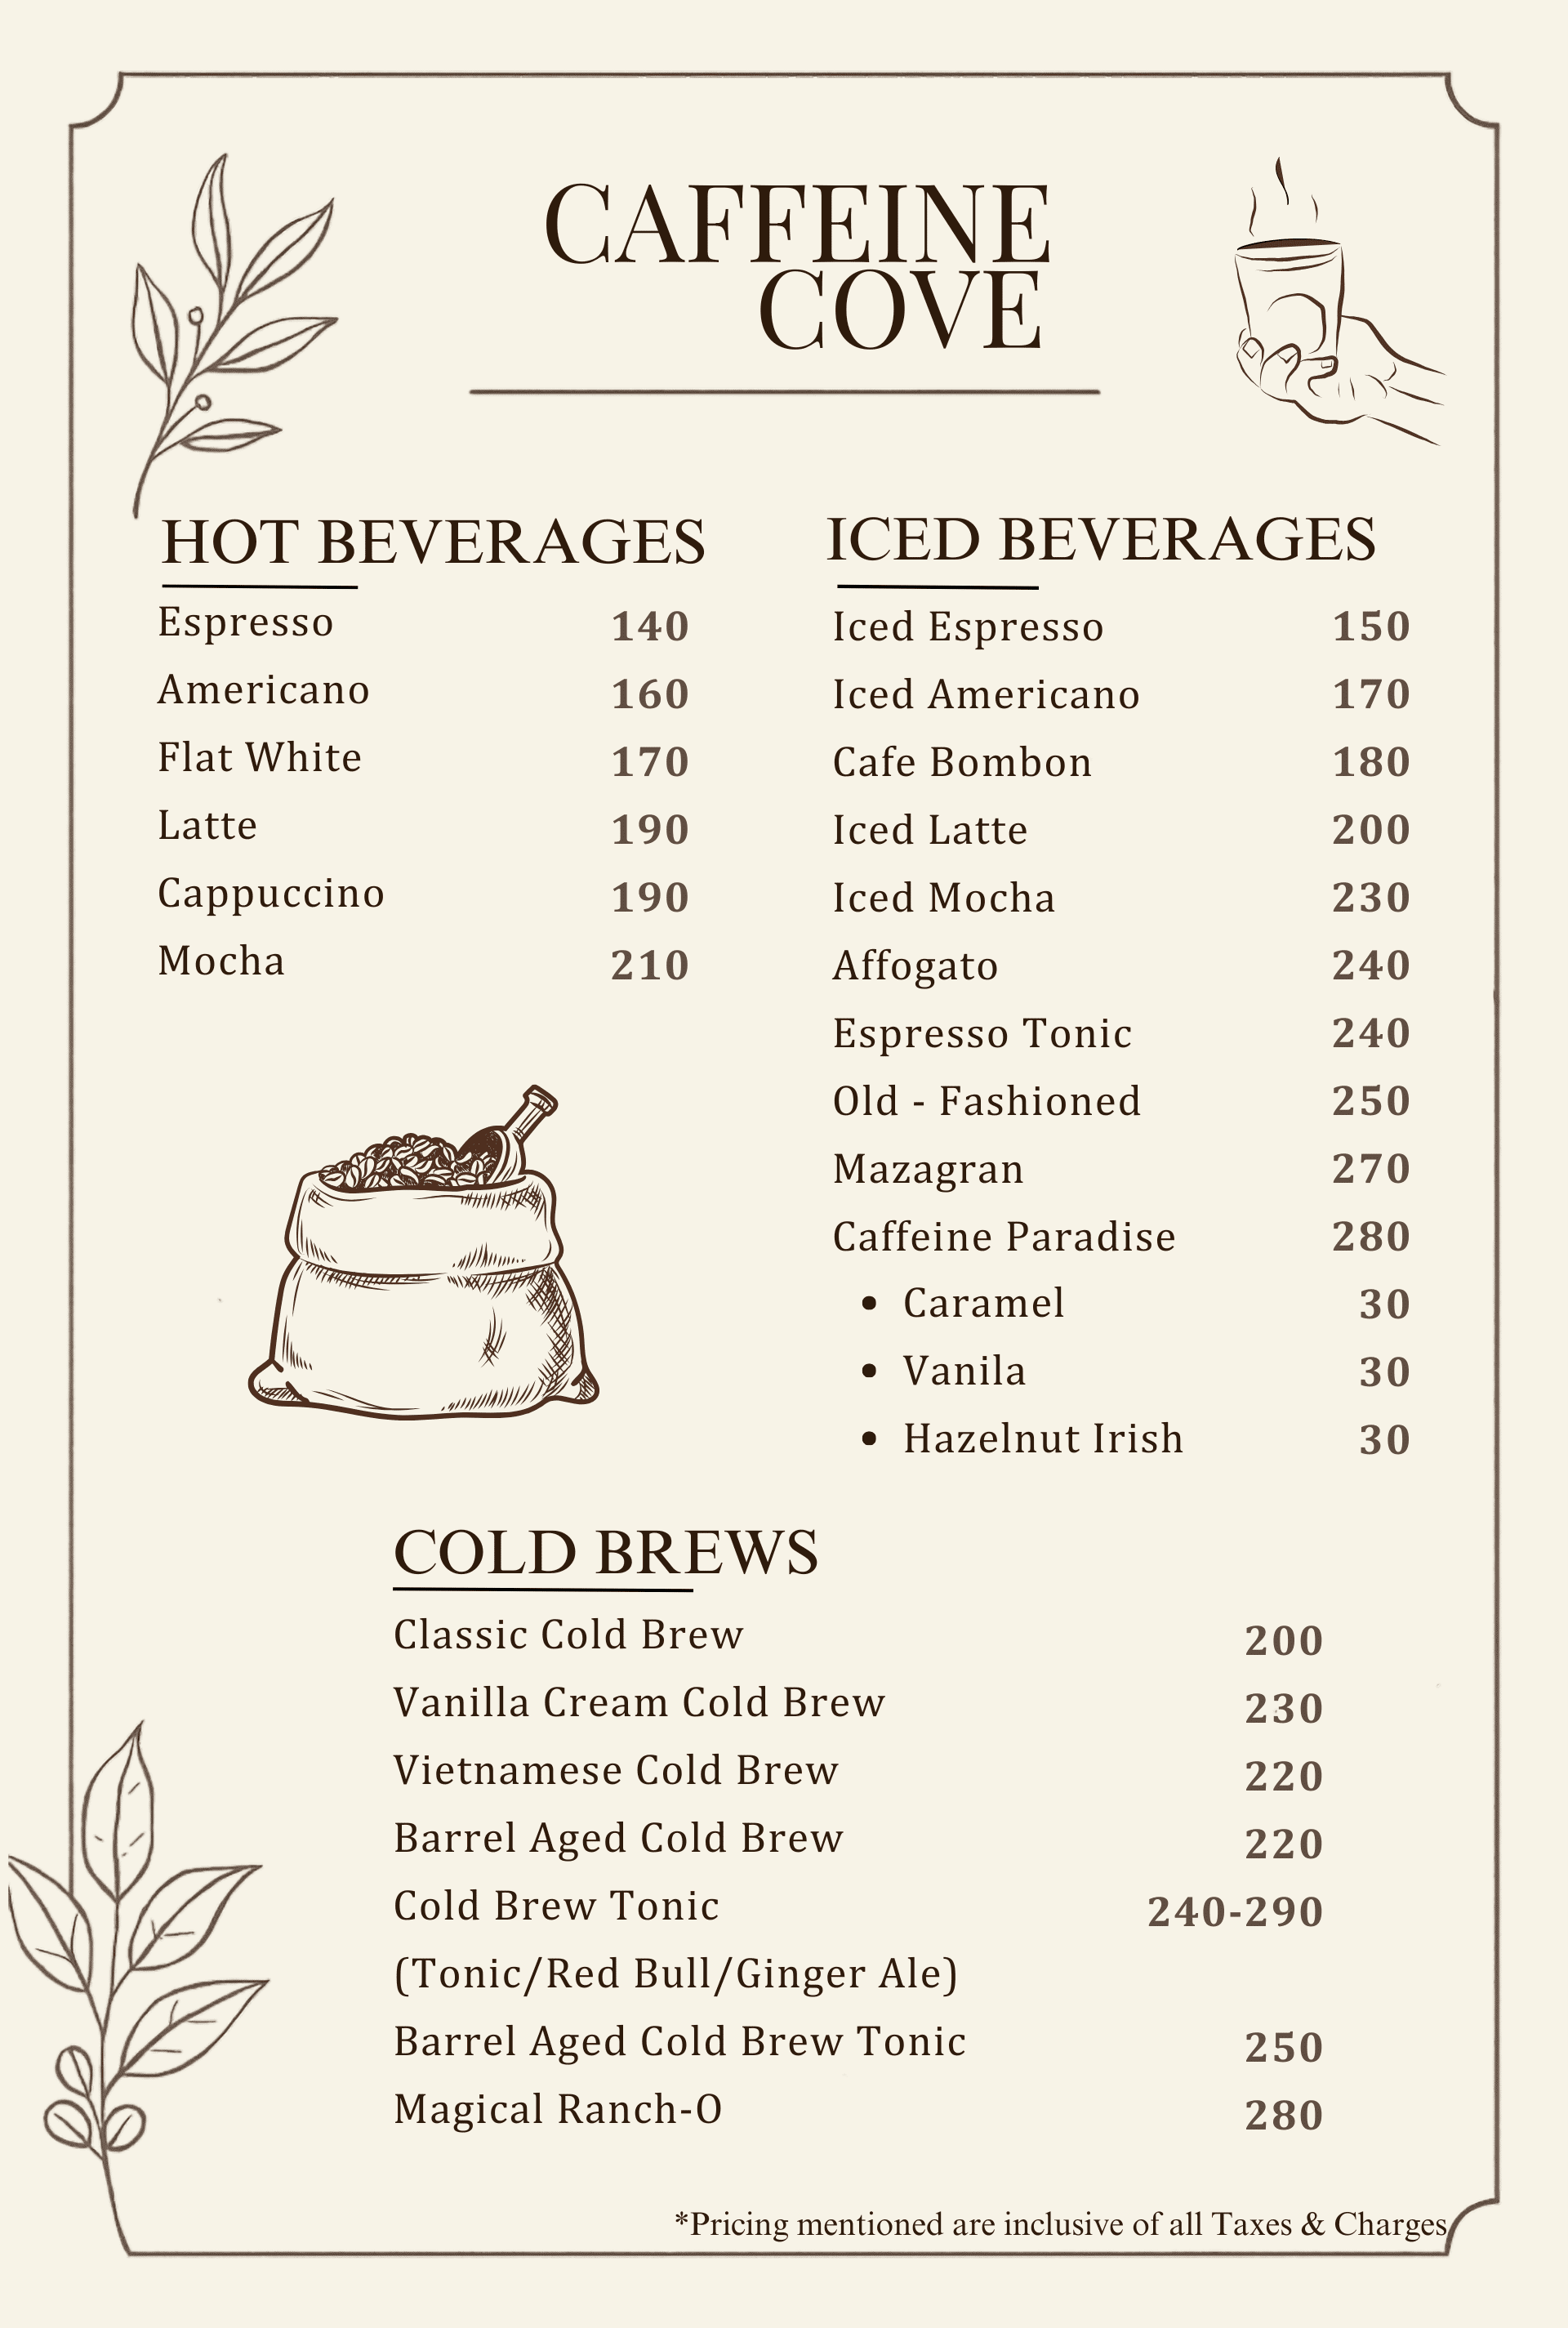 CAFFEINE
COVE
HOT BEVERAGES
Espresso 140
Americano 160
Flat White 170
Latte 190
Cappuccino 190
Mocha 210
ICED BEVERAGES
Iced Espresso 150
Iced Americano 170
Cafe Bombon 180
Iced Latte 200
Iced Mocha 230
Affogato 240
Espresso Tonic 240
Old - Fashioned 250
Mazagran 270
Caffeine Paradise 280
• Caramel 30
• Vanila 30
• Hazelnut Irish 30
COLD BREWS
Classic Cold Brew 200
Vanilla Cream Cold Brew 230
Vietnamese Cold Brew 220
Barrel Aged Cold Brew 220
Cold Brew Tonic 240-290
(Tonic/Red Bull/Ginger Ale)
Barrel Aged Cold Brew Tonic 250
Magical Ranch-O 280
*Pricing mentioned are inclusive of all Taxes & Charges